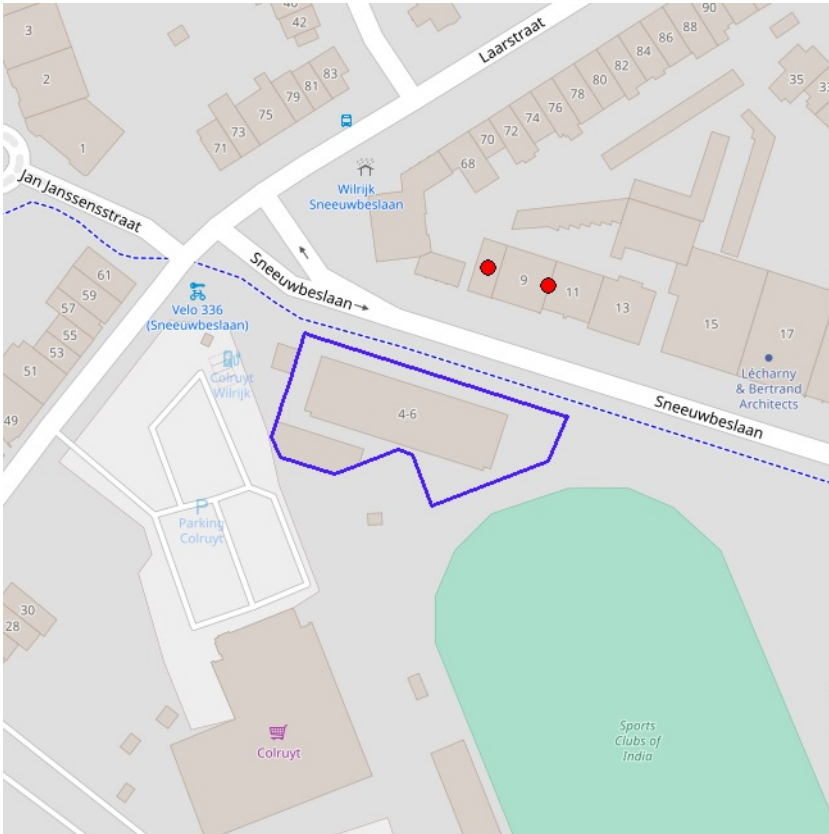 3
2
1
40
42
Laarstraat
90
88
86
84
82
80
78
76
74
72
70
68
35
33
83
81
79
75
73
71
Jan Janssensstraat
Wilrijk
Sneeuwbeslaan
Sneeuwbeslaan
61
59
57
55
53
51
49
Velo 336
(Sneeuwbeslaan)
9
11
13
15
17
Colruyt
Wilrijk
Lécharny
& Bertrand
Architects
4-6
Sneeuwbeslaan
P
Parking
Colruyt
30
28
Colruyt
Sports
Clubs of
India